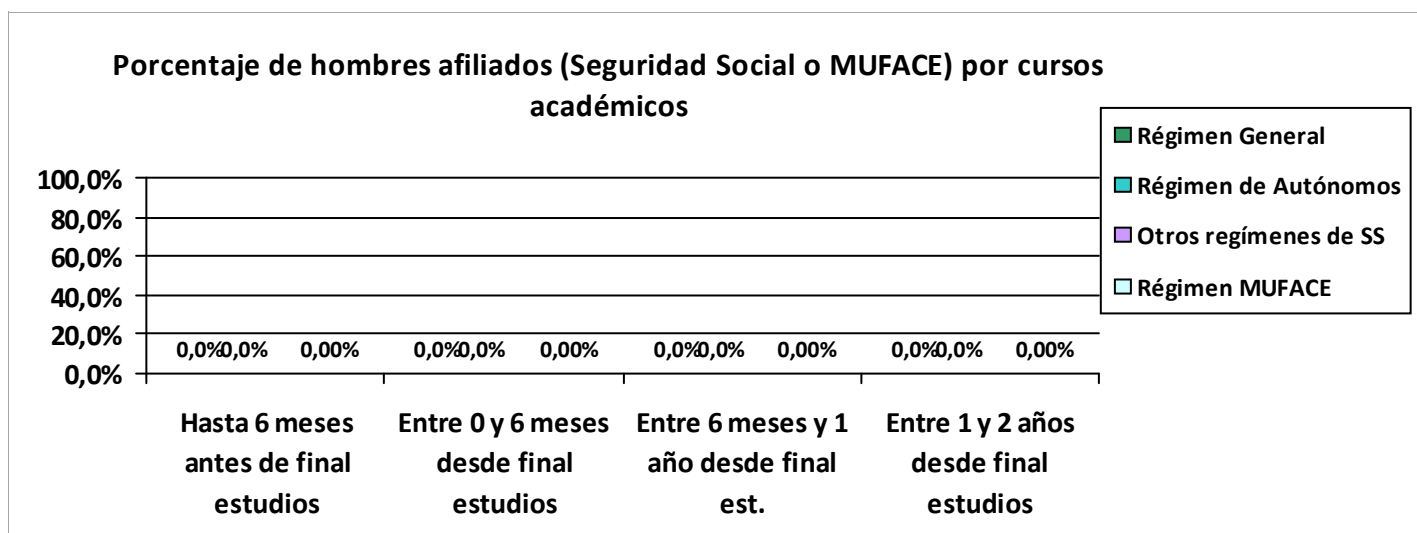 Porcentaje de hombres afiliados (Seguridad Social o MUFACE) por cursos
académicos
Régimen General
Régimen de Autónomos
Otros regímenes de SS
Régimen MUFACE
100,0%
80,0%
60,0%
40,0%
20,0%
0,0%
0,0%0,0% 0,00% 0,0%0,0% 0,00% 0,0%0,0% 0,00% 0,0%0,0% 0,00%
Hasta 6 meses
antes de final
estudios
Entre 0 y 6 meses
desde final
estudios
Entre 6 meses y 1
año desde final
est.
Entre 1 y 2 años
desde final
estudios